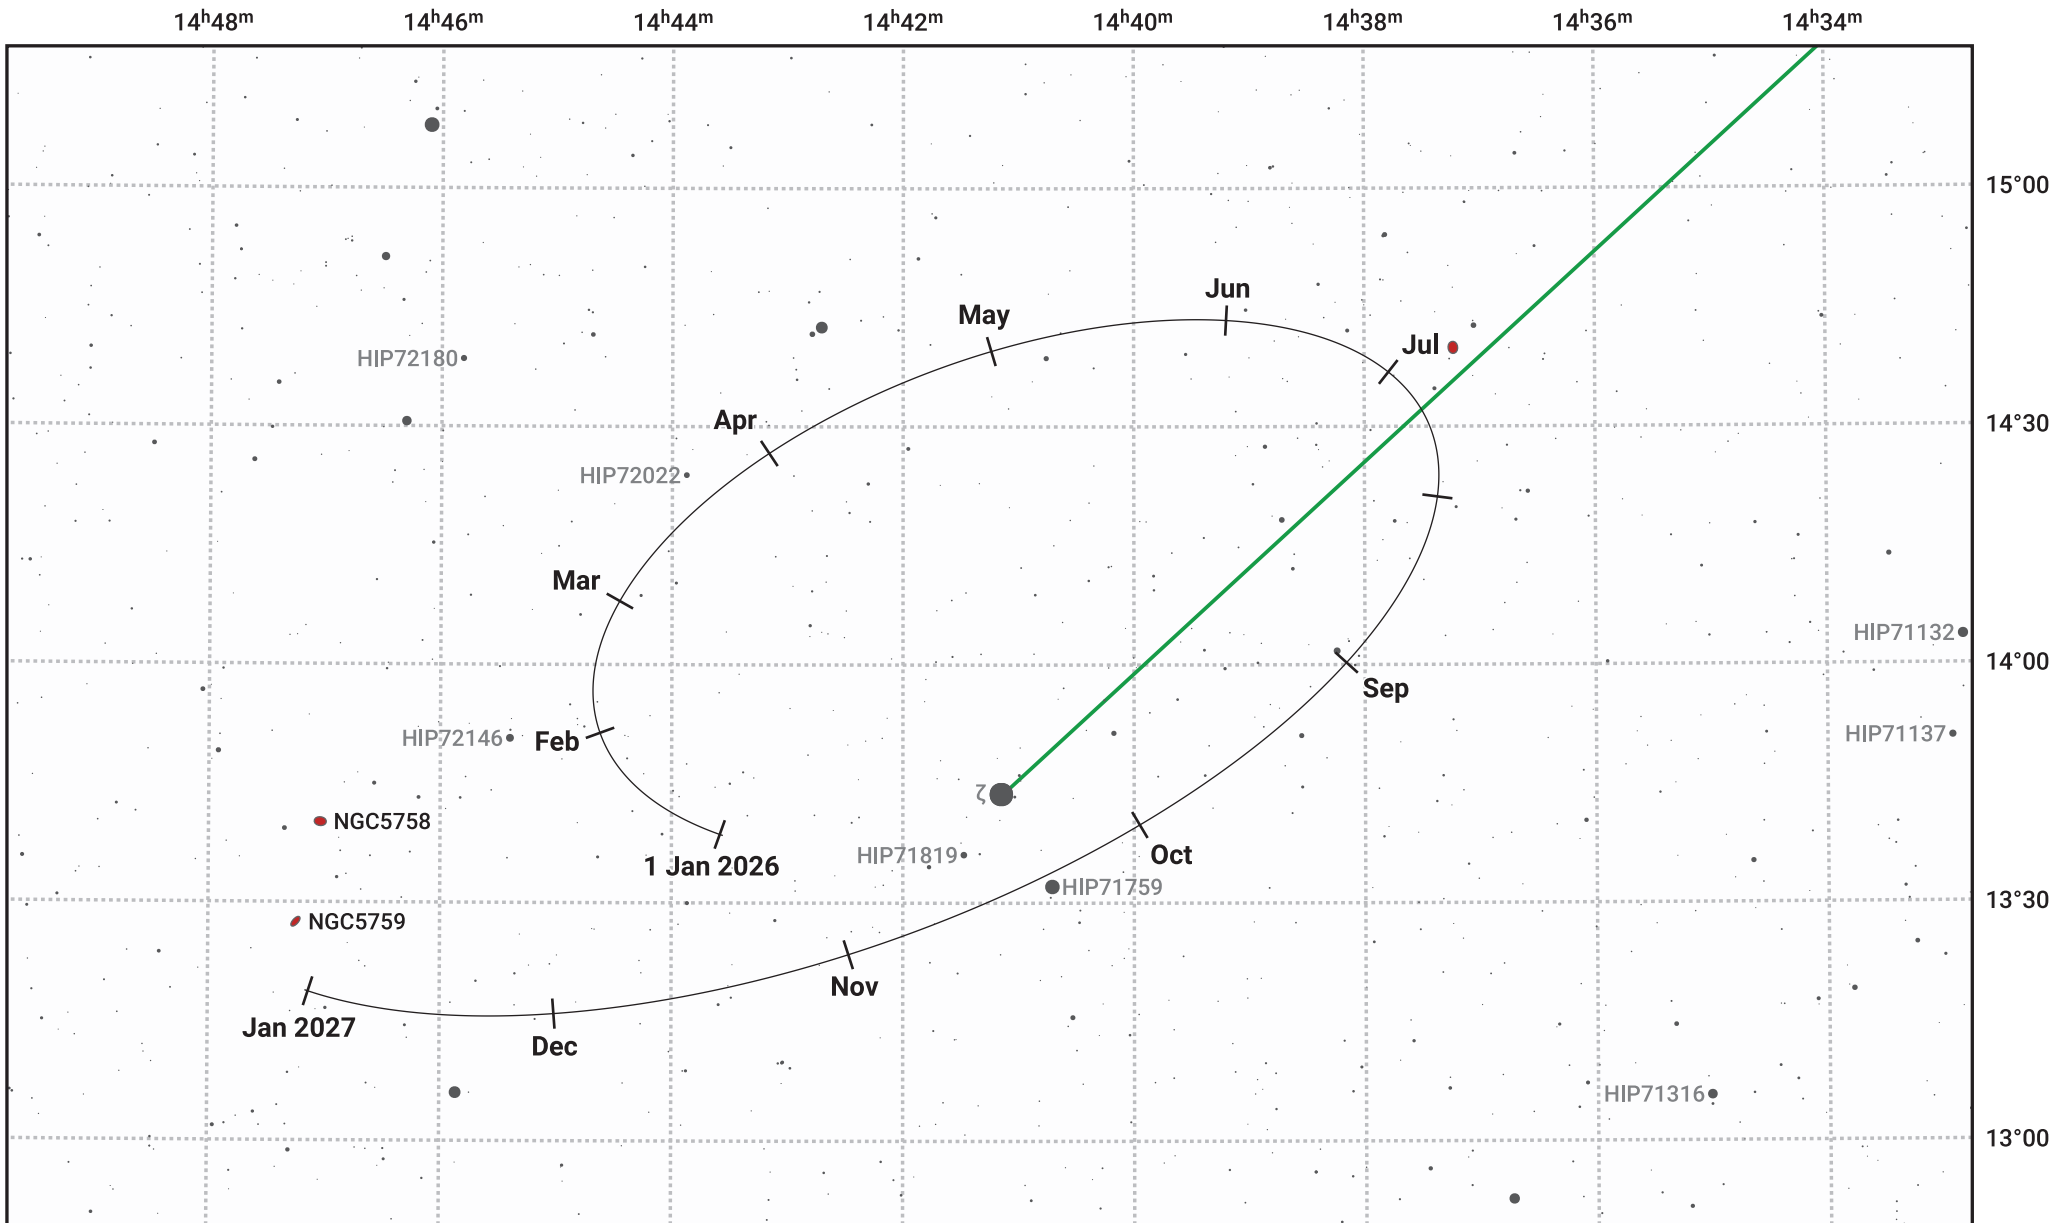 14ʰ48ᵐ 14ʰ46ᵐ 14ʰ44ᵐ 14ʰ42ᵐ 14ʰ40ᵐ 14ʰ38ᵐ 14ʰ36ᵐ 14ʰ34ᵐ
15°00
Jun
May
Jul
HIP72180
Apr
14°30
HIP72022
Mar
HIP71132
14°00
Sep
HIP71137
HIP72146
Feb
ζ
NGC5758
HIP71819
Oct
1 Jan 2026
HIP71759
13°30
NGC5759
Nov
Jan 2027
Dec
HIP71316
13°00